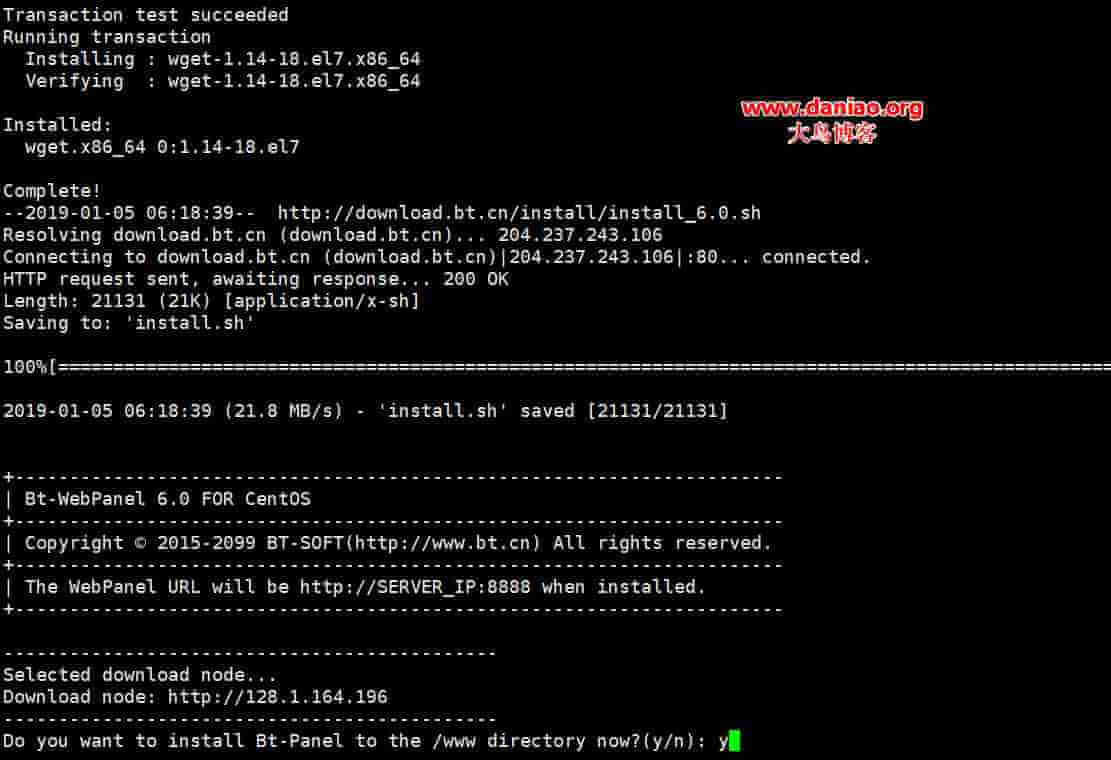 Transaction test succeeded
Running transaction
  Installing : wget-1.14-18.el7.x86_64
  Verifying  : wget-1.14-18.el7.x86_64
www.daniao.org
大鸟博客
Installed:
  wget.x86_64 0:1.14-18.el7
Complete!
--2019-01-05 06:18:39--  http://download.bt.cn/install/install_6.0.sh
Resolving download.bt.cn (download.bt.cn)... 204.237.243.106
Connecting to download.bt.cn (download.bt.cn)|204.237.243.106|:80... connected.
HTTP request sent, awaiting response... 200 OK
Length: 21131 (21K) [application/x-sh]
Saving to: 'install.sh'
100%[================================================================================================
2019-01-05 06:18:39 (21.8 MB/s) - 'install.sh' saved [21131/21131]
+----------------------------------------------------------------------
| Bt-WebPanel 6.0 FOR CentOS
+----------------------------------------------------------------------
| Copyright © 2015-2099 BT-SOFT(http://www.bt.cn) All rights reserved.
+----------------------------------------------------------------------
| The WebPanel URL will be http://SERVER_IP:8888 when installed.
+----------------------------------------------------------------------
---------------------------------------------
Selected download node...
Download node: http://128.1.164.196
---------------------------------------------
Do you want to install Bt-Panel to the /www directory now?(y/n): y